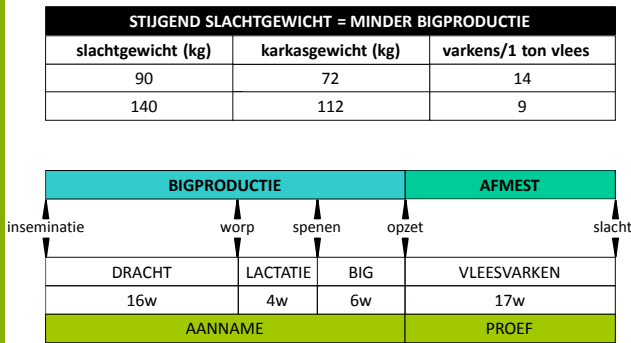 STIJGEND SLACHTGEWICHT = MINDER BIGPRODUCTIE
slachtgewicht (kg) karkasgewicht (kg) varkens/1 ton vlees
90 72 14
140 112 9
BIGPRODUCTIE AFMEST
inseminatie worp spenen opzet slacht
DRACHT LACTATIE BIG VLEESVARKEN
16w 4w 6w 17w
AANNAME PROEF